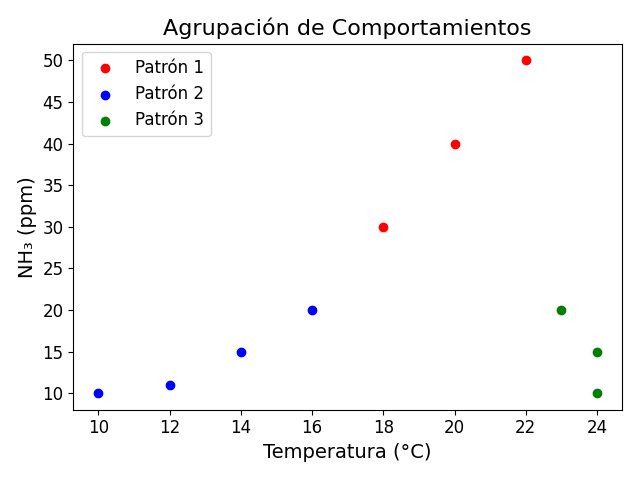 Agrupación de Comportamientos
Patrón 1
Patrón 2
Patrón 3
NH₃ (ppm)
50
45
40
35
30
25
20
15
10
10 12 14 16 18 20 22 24
Temperatura (°C)